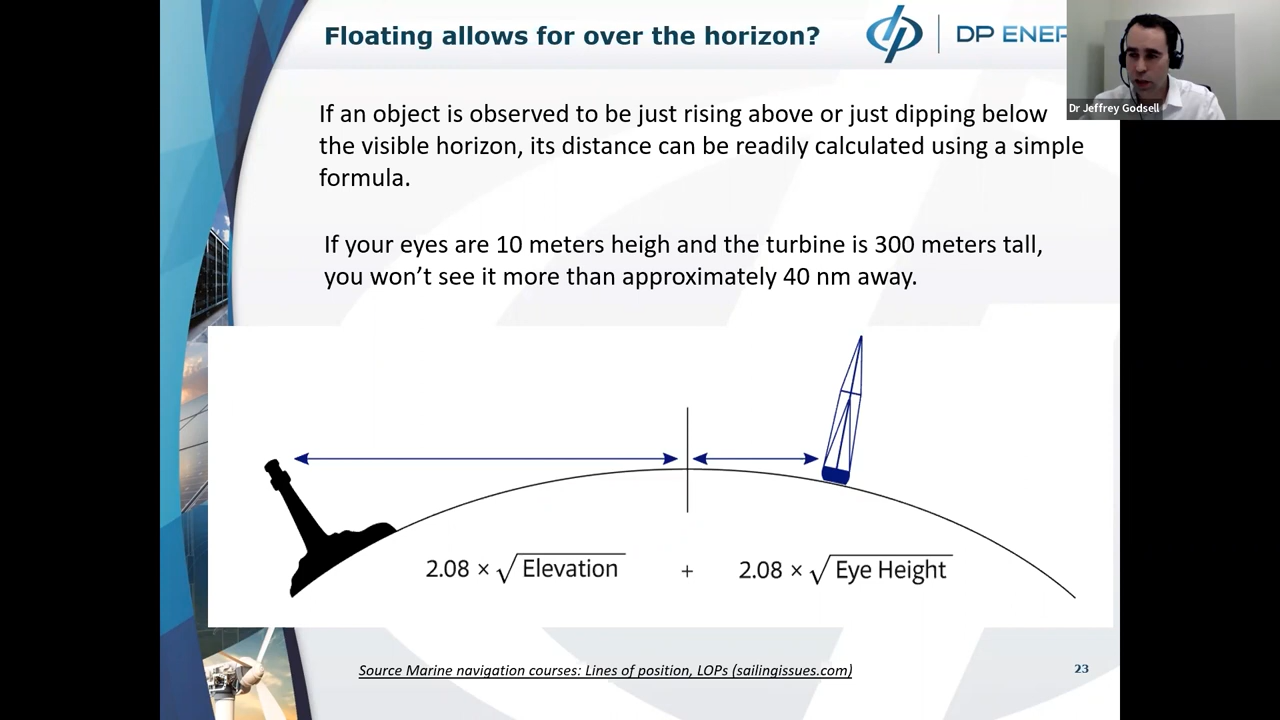 Floating allows for over the horizon?
DP ENER
Dr Jeffrey Godsell
If an object is observed to be just rising above or just dipping below
the visible horizon, its distance can be readily calculated using a simple
formula.
If your eyes are 10 meters heigh and the turbine is 300 meters tall,
you won't see it more than approximately 40 nm away.
2.08 × √Elevation + 2.08 × √Eye Height
Source Marine navigation courses: Lines of position, LOPs (sailingissues.com)
23